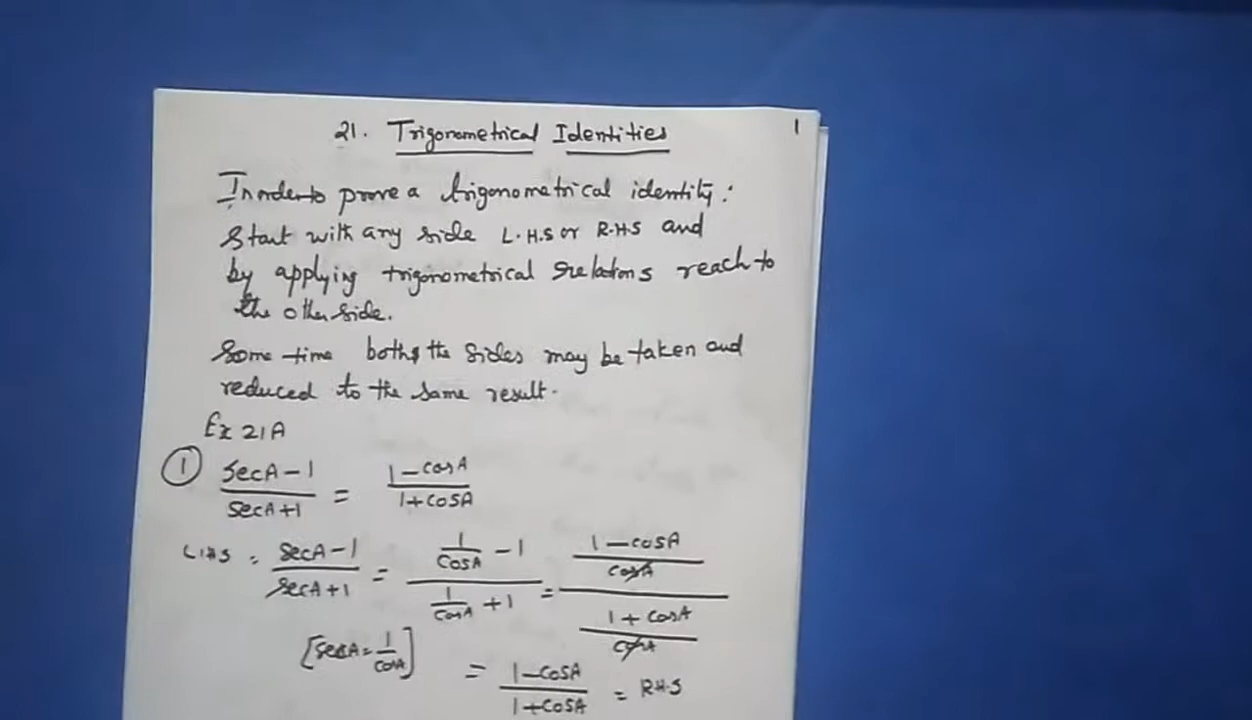 21. Trigonometrical Identities 1
Inorderto prove a trigonometrical identity:
Start with any side L.H.S or R.H.S and
by applying trigonometrical relations reach to
the other side.
Some time both the sides may be taken and
reduced to the same result.
Ex 21A
① (secA-1)/(secA+1) = (1-cosA)/(1+cosA)
LHS = (secA-1)/(secA+1) = (1/cosA - 1)/(1/cosA + 1) = ((1-cosA)/cosA)/((1+cosA)/cosA)
[secA = 1/cosA] = (1-cosA)/(1+cosA) = R.H.S